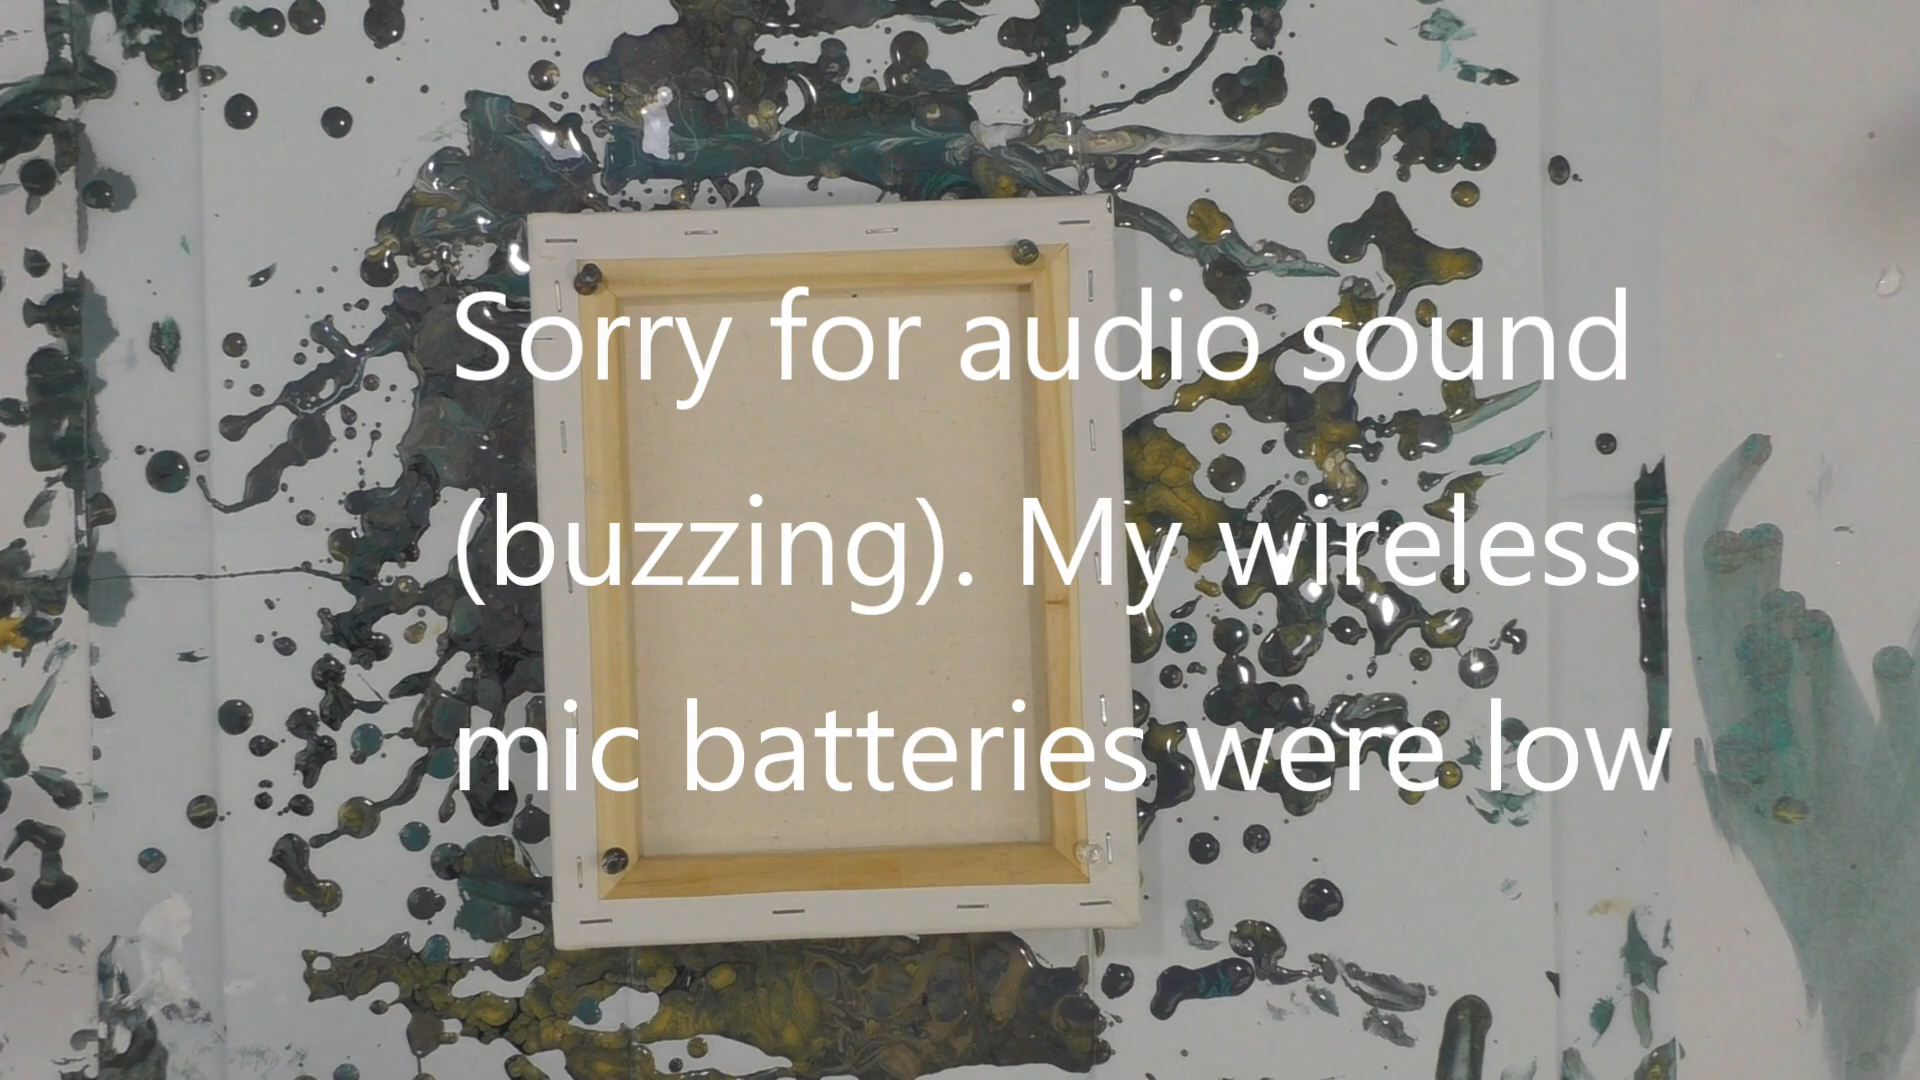 Sorry for audio sound
(buzzing). My wireless
mic batteries were low